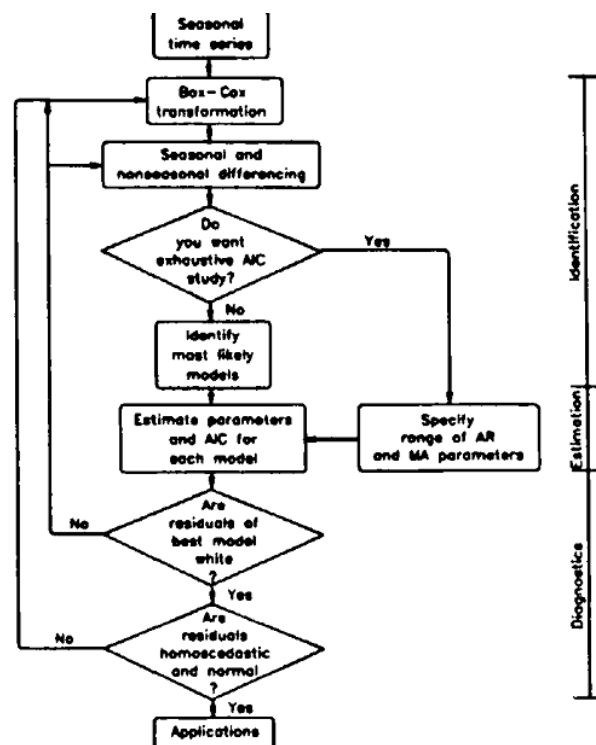 Seasonal
time series
Box-Cox
transformation
Seasonal and
nonseasonal differencing
Do
you want
exhaustive AIC
study?
Yes
No
Identify
most likely
models
Estimate parameters
and AIC for
each model
Specify
range of AR
and MA parameters
Are
residuals of
best model
white
?
No
Yes
Are
residuals
homoscedastic
and normal
?
No
Yes
Applications
Identification
Estimation
Diagnostics